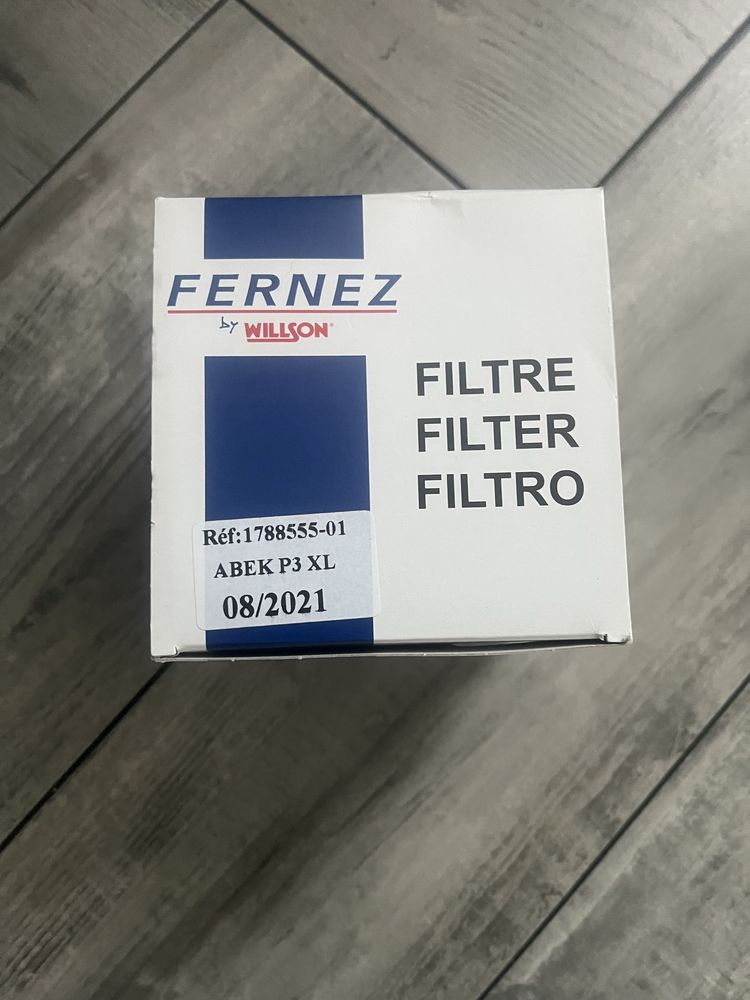 FERNEZ
by WILLSON®
FILTRE
FILTER
FILTRO
Réf:1788555-01
ABEK P3 XL
08/2021